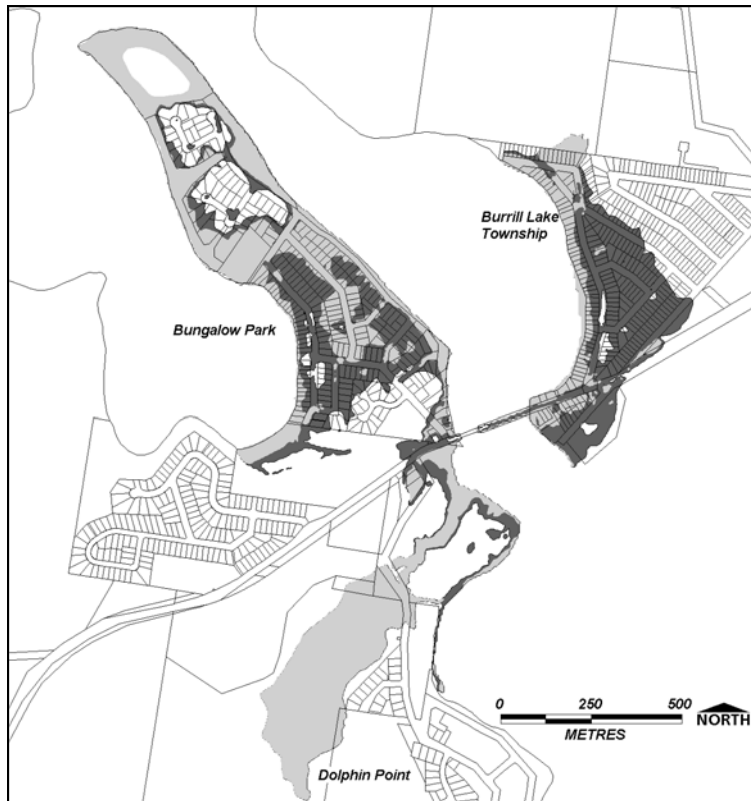 Burrill Lake
Township
Bungalow Park
0 250 500
METRES
NORTH
Dolphin Point